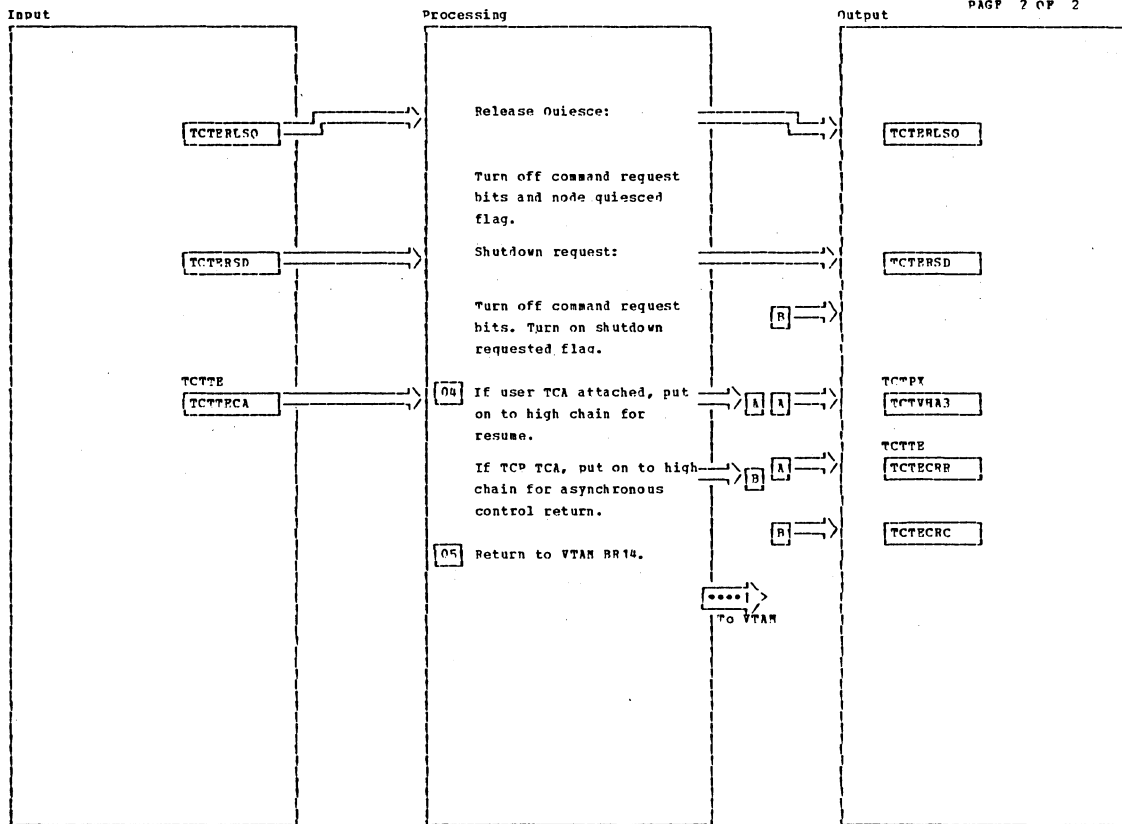 PAGE 2 OF 2
Input Processing Output
Release Quiesce:
TCTERLSQ TCTERLSQ
Turn off command request
bits and node quiesced
flag.
Shutdown request:
TCTERSD TCTERSD
Turn off command request
bits. Turn on shutdown
requested flag.
B
TCTTE TCTPX
TCTTECA 04 If user TCA attached, put A A TCTVHA3
on to high chain for
resume.
TCTTE
If TCP TCA, put on to high B A TCTECRR
chain for asynchronous
control return.
B TCTECRC
05 Return to VTAM BR14.
••••
To VTAM